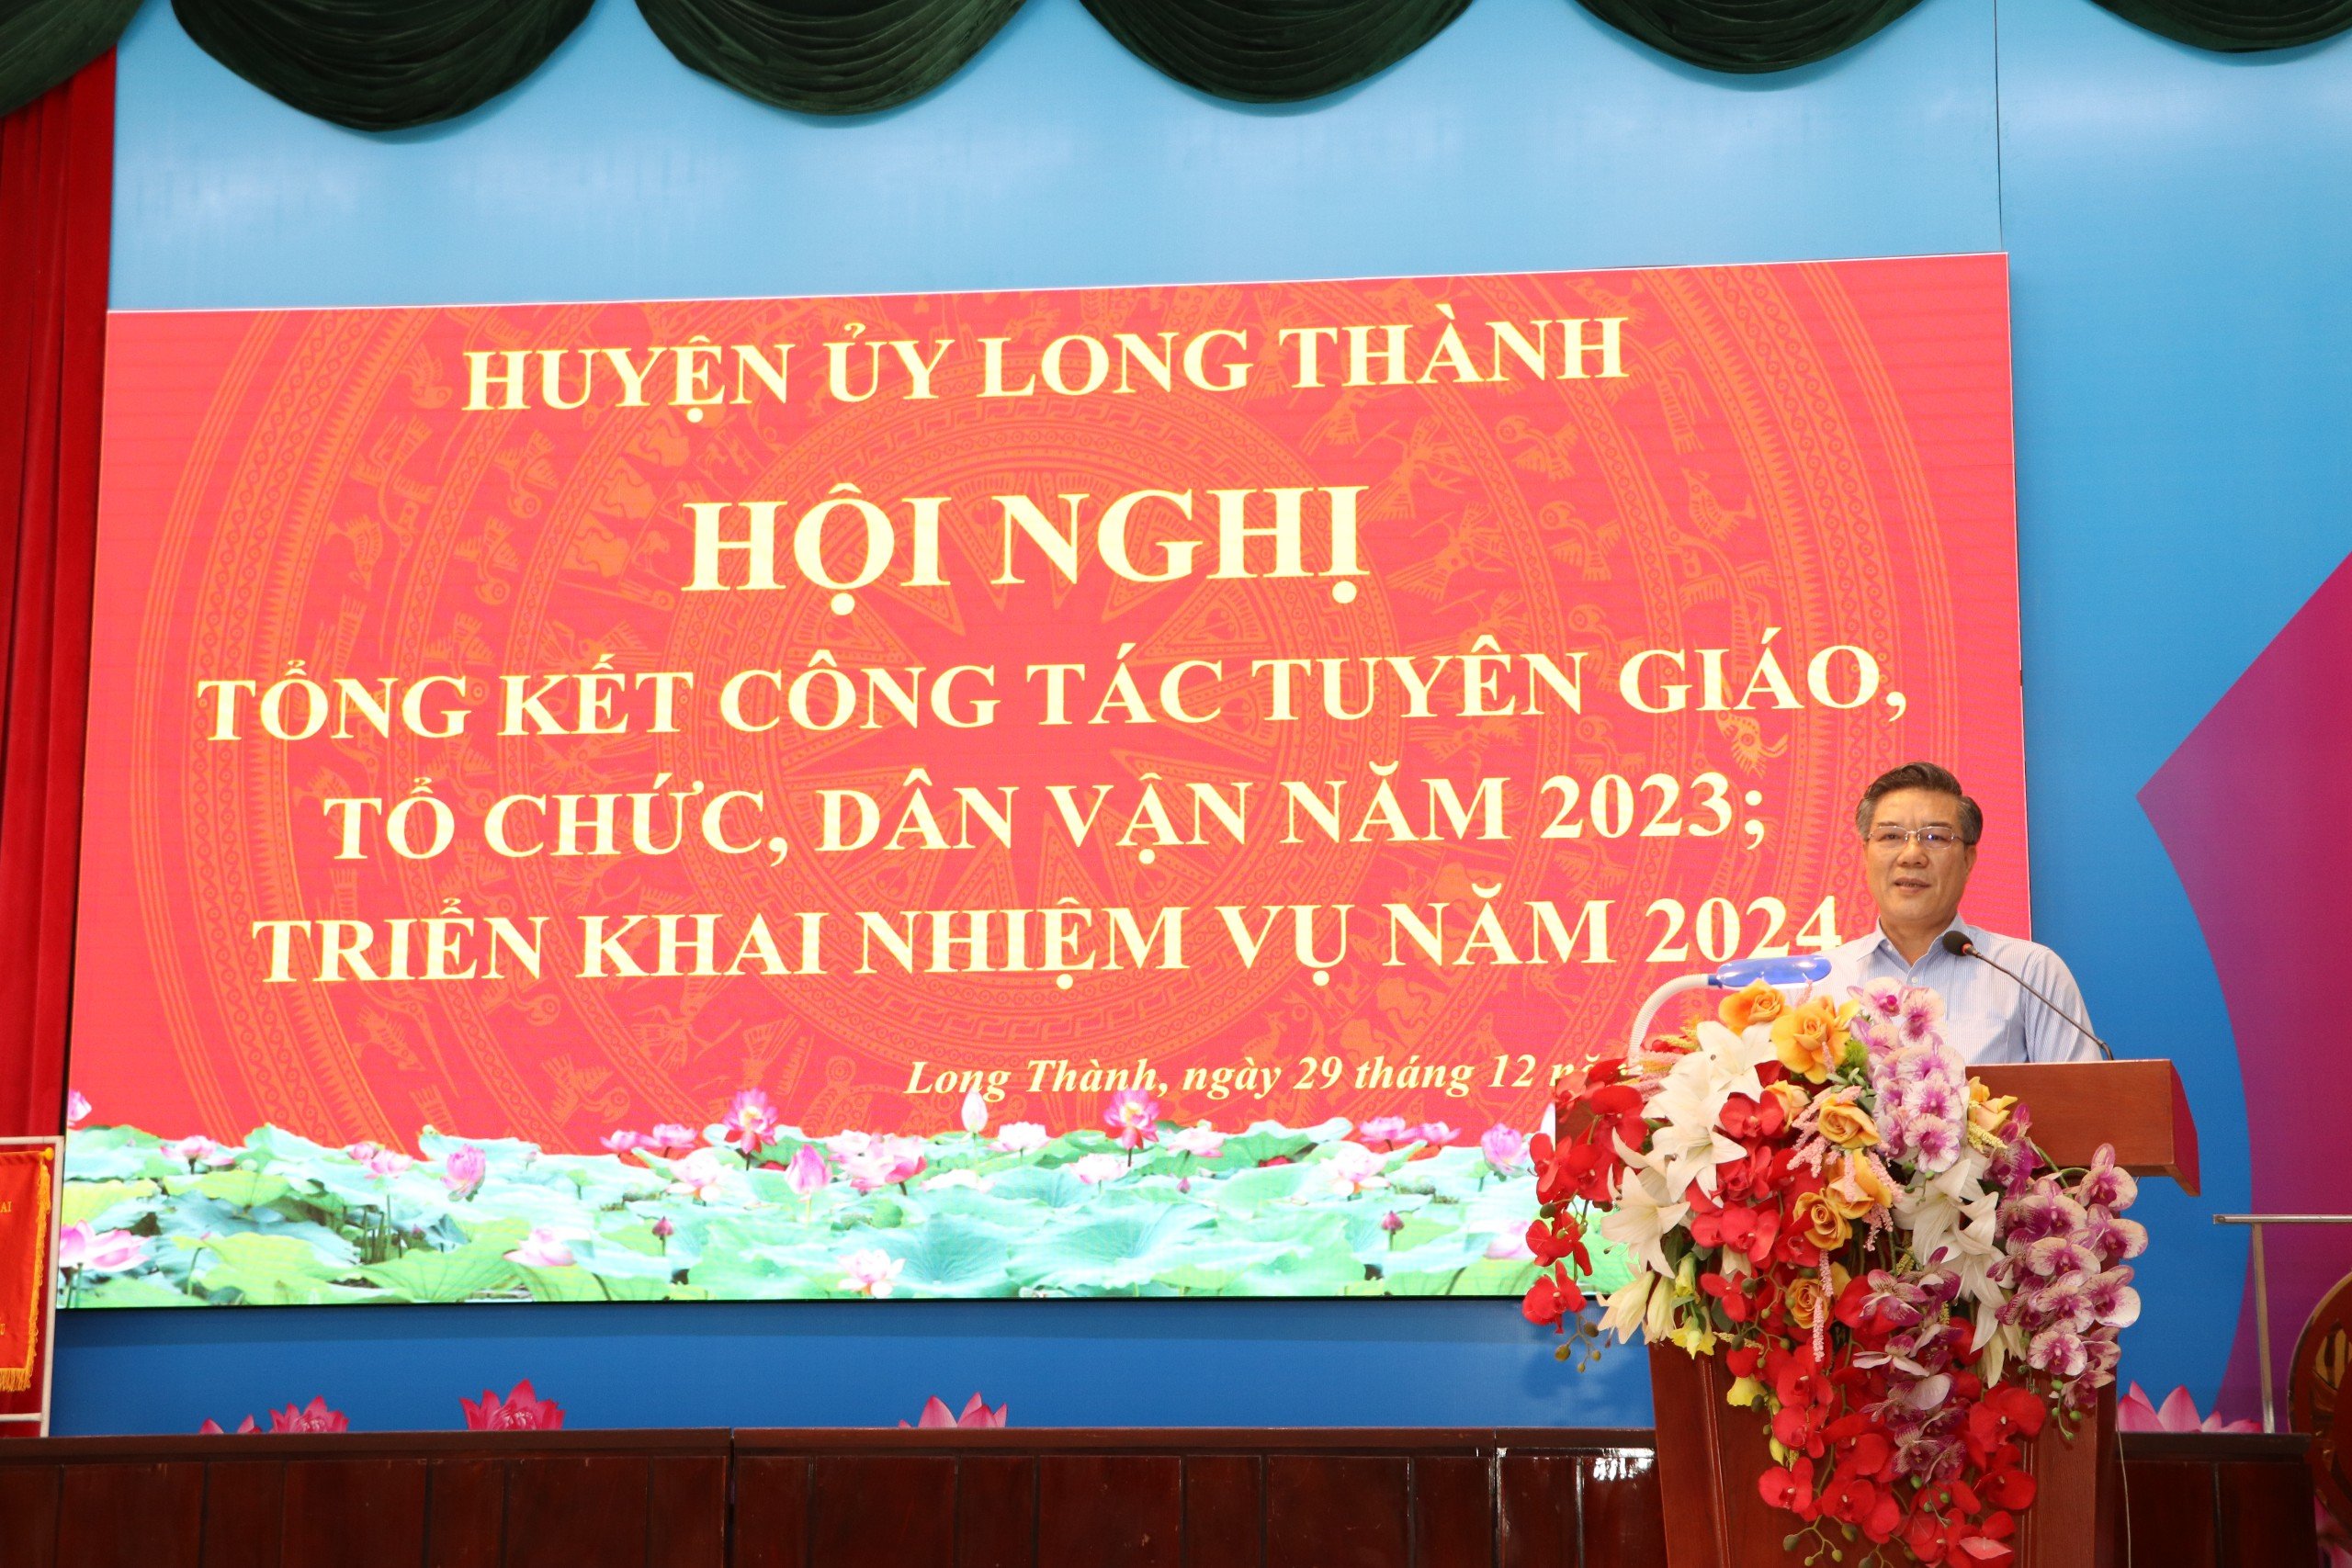 HUYỆN ỦY LONG THÀNH
HỘI NGHỊ
TỔNG KẾT CÔNG TÁC TUYÊN GIÁO,
TỔ CHỨC, DÂN VẬN NĂM 2023;
TRIỂN KHAI NHIỆM VỤ NĂM 2024
Long Thành, ngày 29 tháng 12